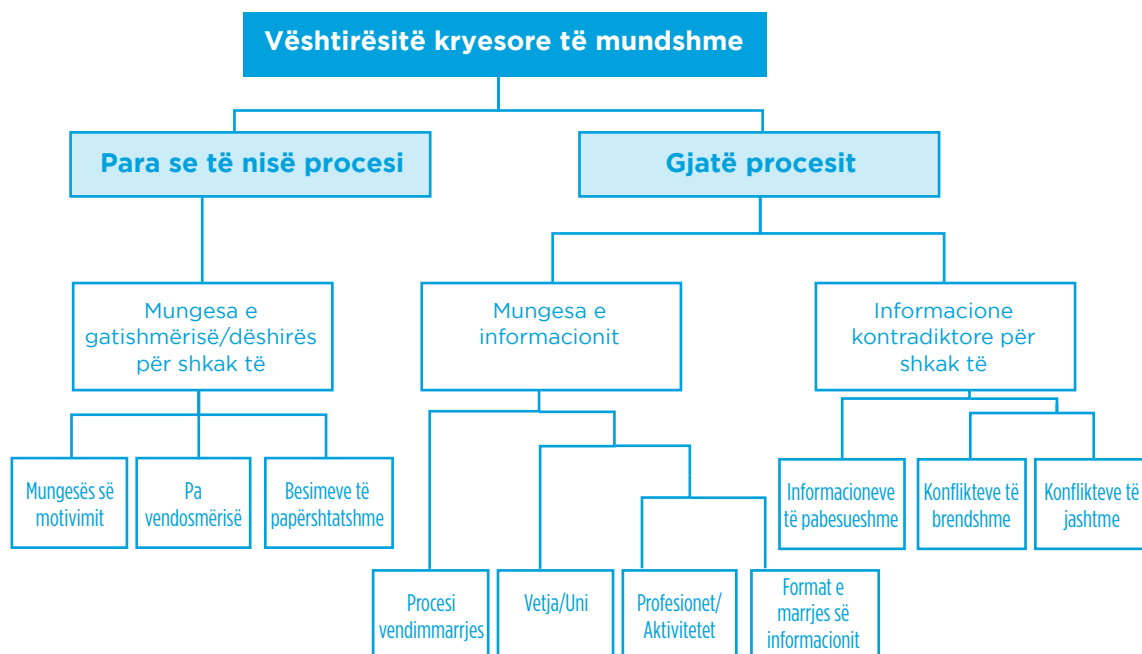 Vështirësitë kryesore të mundshme
Para se të nisë procesi
Gjatë procesit
Mungesa e
gatishmërisë/dëshirës
për shkak të
Mungesa e
informacionit
Informacione
kontradiktore për
shkak të
Mungesës së
motivimit
Pa
vendosmërisë
Besimeve të
papërshtatshme
Informacioneve
të pabesueshme
Konflikteve të
brendshme
Konflikteve të
jashtme
Procesi
vendimmarrjes
Vetja/Uni
Profesionet/
Aktivitetet
Format e
marrjes së
informacionit